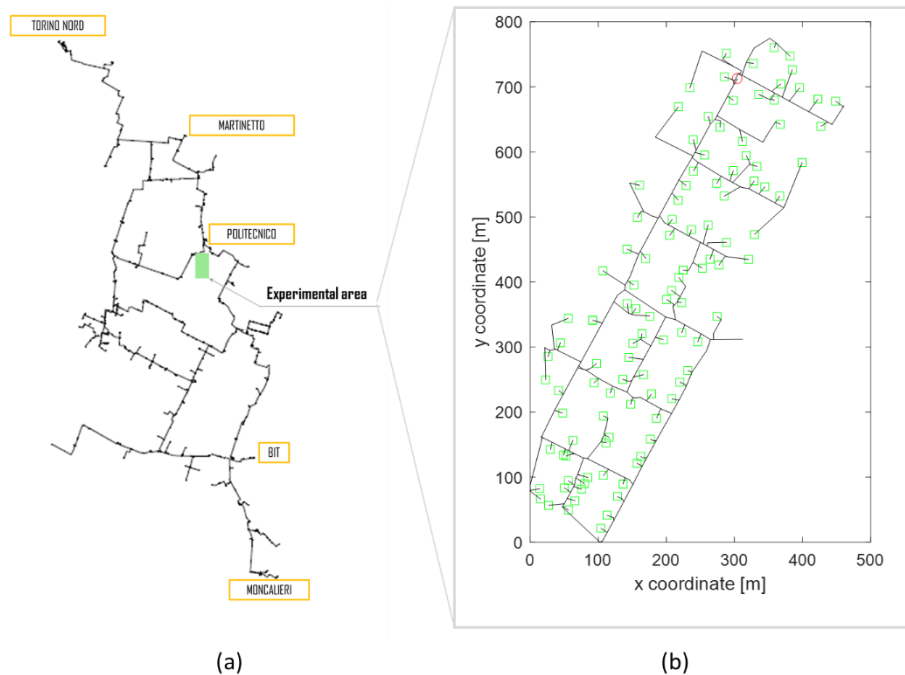 TORINO NORD
MARTINETTO
POLITECNICO
Experimental area
BIT
MONCALIERI
(a)
800
700
600
500
400
300
200
100
0
y coordinate [m]
0 100 200 300 400 500
x coordinate [m]
(b)